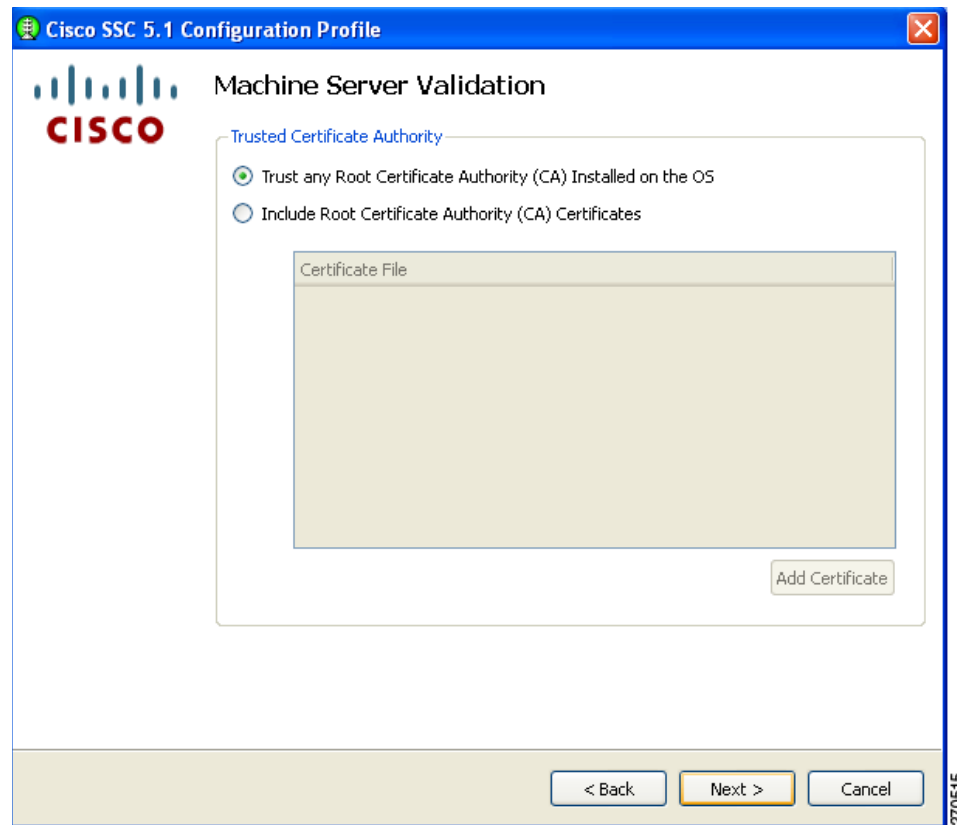 Cisco SSC 5.1 Configuration Profile
CISCO
Machine Server Validation
Trusted Certificate Authority
Trust any Root Certificate Authority (CA) Installed on the OS
Include Root Certificate Authority (CA) Certificates
Certificate File
Add Certificate
< Back
Next >
Cancel
270515